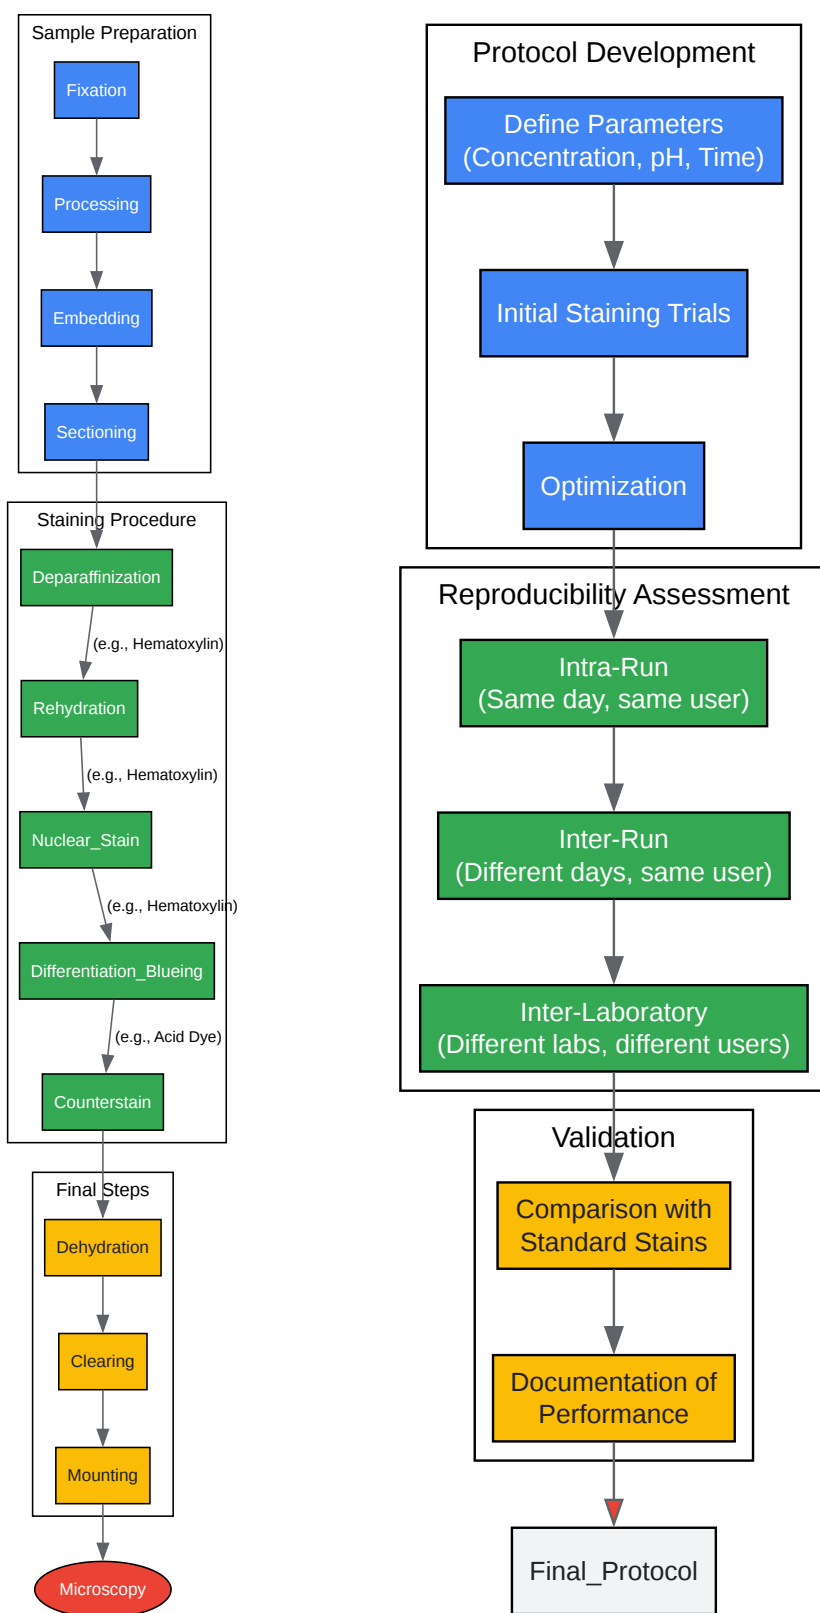 Sample Preparation
Fixation
Processing
Embedding
Sectioning
Staining Procedure
Deparaffinization
(e.g., Hematoxylin)
Rehydration
(e.g., Hematoxylin)
Nuclear_Stain
(e.g., Hematoxylin)
Differentiation_Blueing
(e.g., Acid Dye)
Counterstain
Final Steps
Dehydration
Clearing
Mounting
Microscopy
Protocol Development
Define Parameters
(Concentration, pH, Time)
Initial Staining Trials
Optimization
Reproducibility Assessment
Intra-Run
(Same day, same user)
Inter-Run
(Different days, same user)
Inter-Laboratory
(Different labs, different users)
Validation
Comparison with
Standard Stains
Documentation of
Performance
Final_Protocol